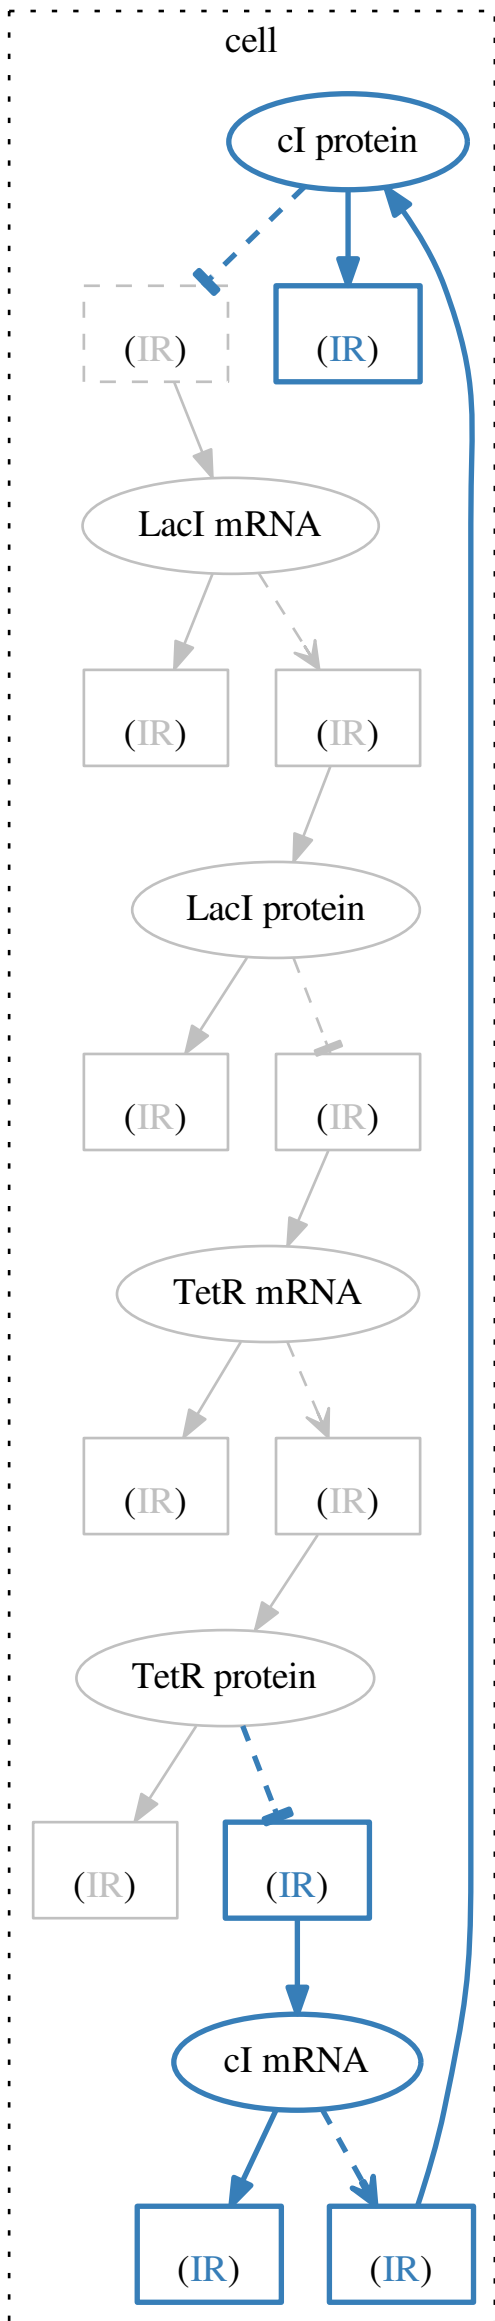 cell
cI protein
(IR) (IR)
LacI mRNA
(IR) (IR)
LacI protein
(IR) (IR)
TetR mRNA
(IR) (IR)
TetR protein
(IR) (IR)
cI mRNA
(IR) (IR)